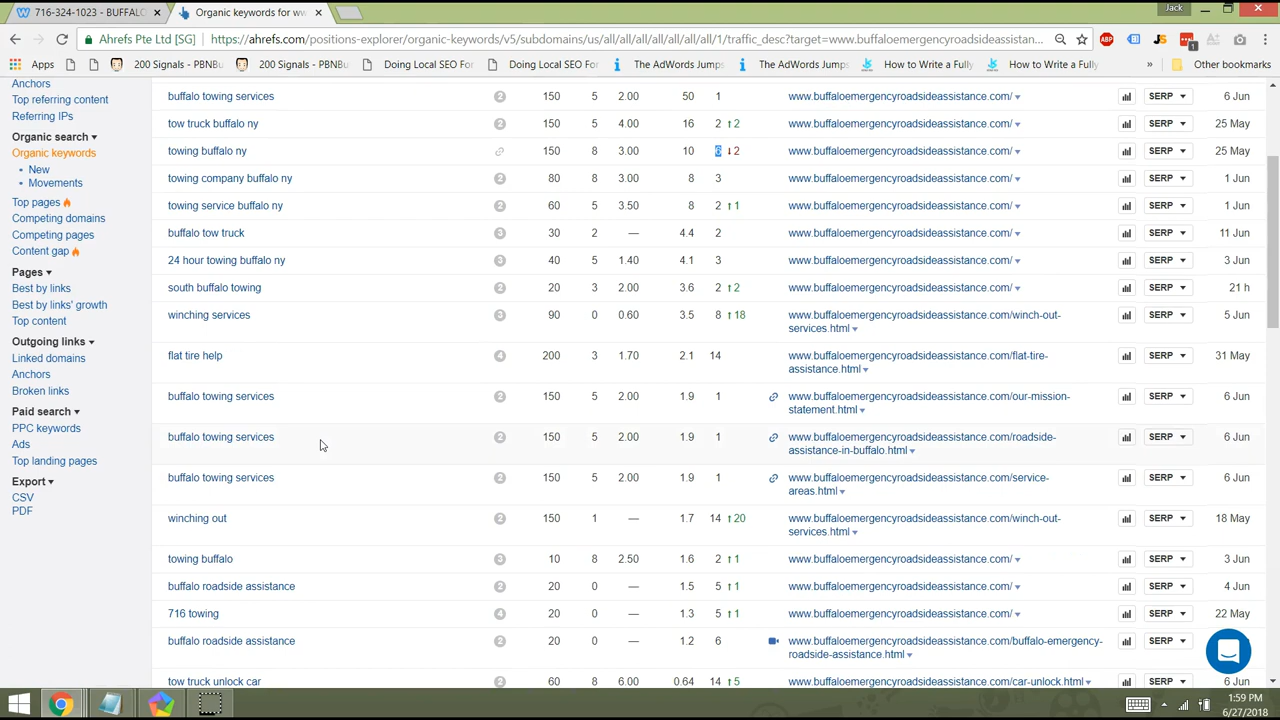 716-324-1023 - BUFFALO
Organic keywords for ww
Jack
Ahrefs Pte Ltd [SG]
https://ahrefs.com/positions-explorer/organic-keywords/v5/subdomains/us/all/all/all/all/all/all/all/1/traffic_desc?target=www.buffaloemergencyroadsideassistan...
Apps
200 Signals - PBNBu
200 Signals - PBNBu
Doing Local SEO For
Doing Local SEO For
The AdWords Jumps
The AdWords Jumps
How to Write a Fully
How to Write a Fully
»
Other bookmarks
Anchors
Top referring content
Referring IPs
Organic search
Organic keywords
New
Movements
Top pages
Competing domains
Competing pages
Content gap
Pages
Best by links
Best by links' growth
Top content
Outgoing links
Linked domains
Anchors
Broken links
Paid search
PPC keywords
Ads
Top landing pages
Export
CSV
PDF
buffalo towing services 2 150 5 2.00 50 1 www.buffaloemergencyroadsideassistance.com/ SERP 6 Jun
tow truck buffalo ny 2 150 5 4.00 16 2 ↑2 www.buffaloemergencyroadsideassistance.com/ SERP 25 May
towing buffalo ny 150 8 3.00 10 6 ↓2 www.buffaloemergencyroadsideassistance.com/ SERP 25 May
towing company buffalo ny 2 80 8 3.00 8 3 www.buffaloemergencyroadsideassistance.com/ SERP 1 Jun
towing service buffalo ny 2 60 5 3.50 8 2 ↑1 www.buffaloemergencyroadsideassistance.com/ SERP 1 Jun
buffalo tow truck 3 30 2 — 4.4 2 www.buffaloemergencyroadsideassistance.com/ SERP 11 Jun
24 hour towing buffalo ny 3 40 5 1.40 4.1 3 www.buffaloemergencyroadsideassistance.com/ SERP 3 Jun
south buffalo towing 2 20 3 2.00 3.6 2 ↑2 www.buffaloemergencyroadsideassistance.com/ SERP 21 h
winching services 3 90 0 0.60 3.5 8 ↑18 www.buffaloemergencyroadsideassistance.com/winch-out- SERP 5 Jun
services.html
flat tire help 4 200 3 1.70 2.1 14 www.buffaloemergencyroadsideassistance.com/flat-tire- SERP 31 May
assistance.html
buffalo towing services 2 150 5 2.00 1.9 1 www.buffaloemergencyroadsideassistance.com/our-mission- SERP 6 Jun
statement.html
buffalo towing services 2 150 5 2.00 1.9 1 www.buffaloemergencyroadsideassistance.com/roadside- SERP 6 Jun
assistance-in-buffalo.html
buffalo towing services 2 150 5 2.00 1.9 1 www.buffaloemergencyroadsideassistance.com/service- SERP 6 Jun
areas.html
winching out 2 150 1 — 1.7 14 ↑20 www.buffaloemergencyroadsideassistance.com/winch-out- SERP 18 May
services.html
towing buffalo 3 10 8 2.50 1.6 2 ↑1 www.buffaloemergencyroadsideassistance.com/ SERP 3 Jun
buffalo roadside assistance 2 20 0 — 1.5 5 ↑1 www.buffaloemergencyroadsideassistance.com/ SERP 4 Jun
716 towing 4 20 0 — 1.3 5 ↑1 www.buffaloemergencyroadsideassistance.com/ SERP 22 May
buffalo roadside assistance 2 20 0 — 1.2 6 www.buffaloemergencyroadsideassistance.com/buffalo-emergency- SERP 2 Jun
roadside-assistance.html
tow truck unlock car 2 60 8 6.00 0.64 14 ↑5 www.buffaloemergencyroadsideassistance.com/car-unlock.html SERP 6 Jun
1:59 PM
6/27/2018